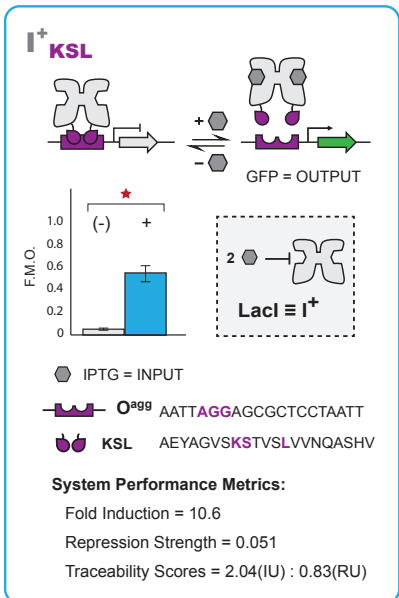 I⁺KSL
+
−
GFP = OUTPUT
F.M.O.
1.0
0.8
0.6
0.4
0.2
0
(-) +
2
LacI ≡ I⁺
IPTG = INPUT
Oᵃᵍᵍ AATTAGGAGCGCTCCTAATT
KSL AEYAGVSKSTVSLVVNQASHV
System Performance Metrics:
Fold Induction = 10.6
Repression Strength = 0.051
Traceability Scores = 2.04(IU) : 0.83(RU)